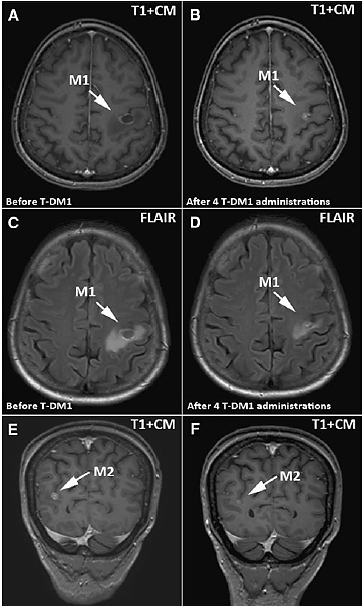 A T1+CM
M1
Before T-DM1
B T1+CM
M1
After 4 T-DM1 administrations
C FLAIR
M1
Before T-DM1
D FLAIR
M1
After 4 T-DM1 administrations
E T1+CM
M2
F T1+CM
M2